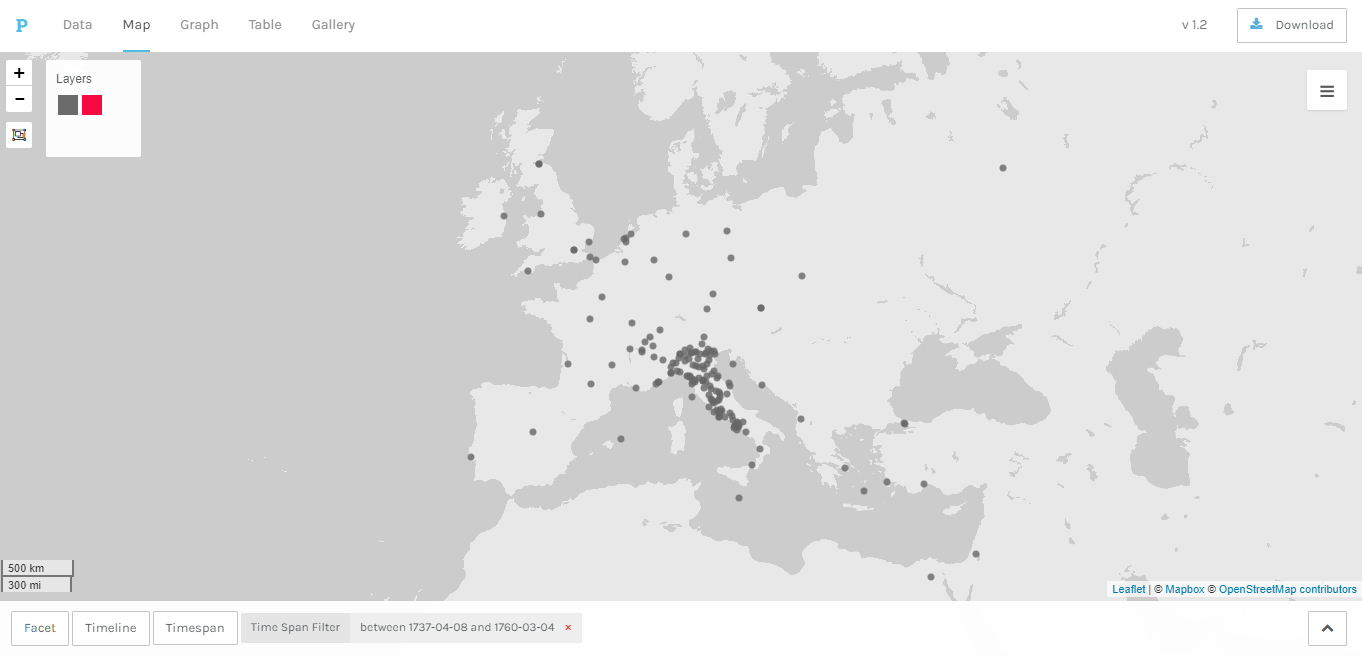 P Data Map Graph Table Gallery v 1.2 Download
+
Layers
−
500 km
300 mi
Leaflet | © Mapbox © OpenStreetMap contributors
Facet Timeline Timespan Time Span Filter between 1737-04-08 and 1760-03-04 ×